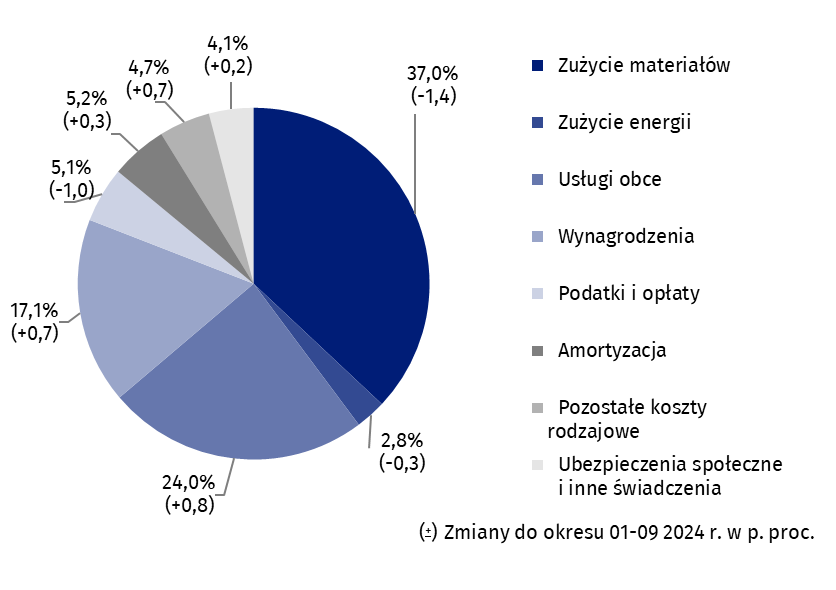 4,1%
(+0,2)
4,7%
(+0,7)
5,2%
(+0,3)
5,1%
(-1,0)
17,1%
(+0,7)
24,0%
(+0,8)
2,8%
(-0,3)
37,0%
(-1,4)
Zużycie materiałów
Zużycie energii
Usługi obce
Wynagrodzenia
Podatki i opłaty
Amortyzacja
Pozostałe koszty
rodzajowe
Ubezpieczenia społeczne
i inne świadczenia
(±) Zmiany do okresu 01-09 2024 r. w p. proc.